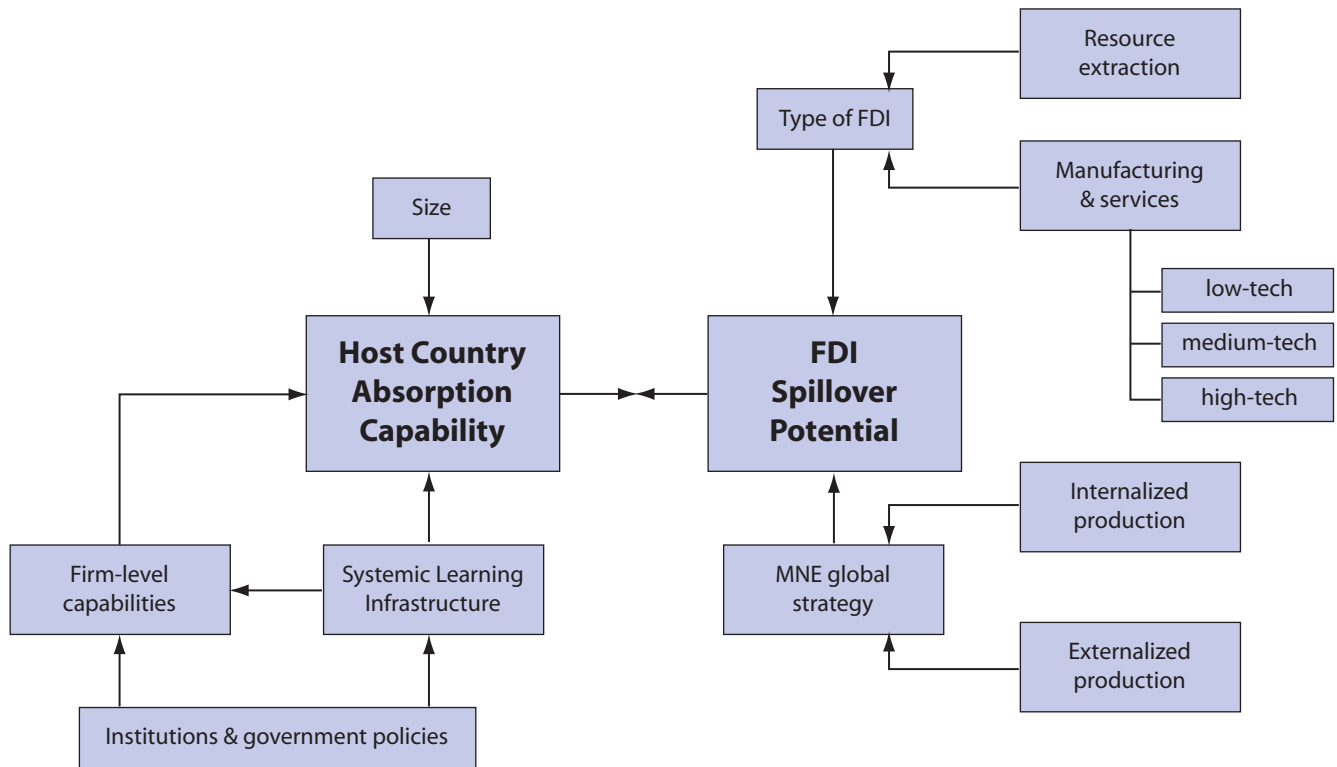 Resource
extraction
Type of FDI
Manufacturing
& services
Size
low-tech
medium-tech
high-tech
Host Country
Absorption
Capability
FDI
Spillover
Potential
Internalized
production
Firm-level
capabilities
Systemic Learning
Infrastructure
MNE global
strategy
Externalized
production
Institutions & government policies